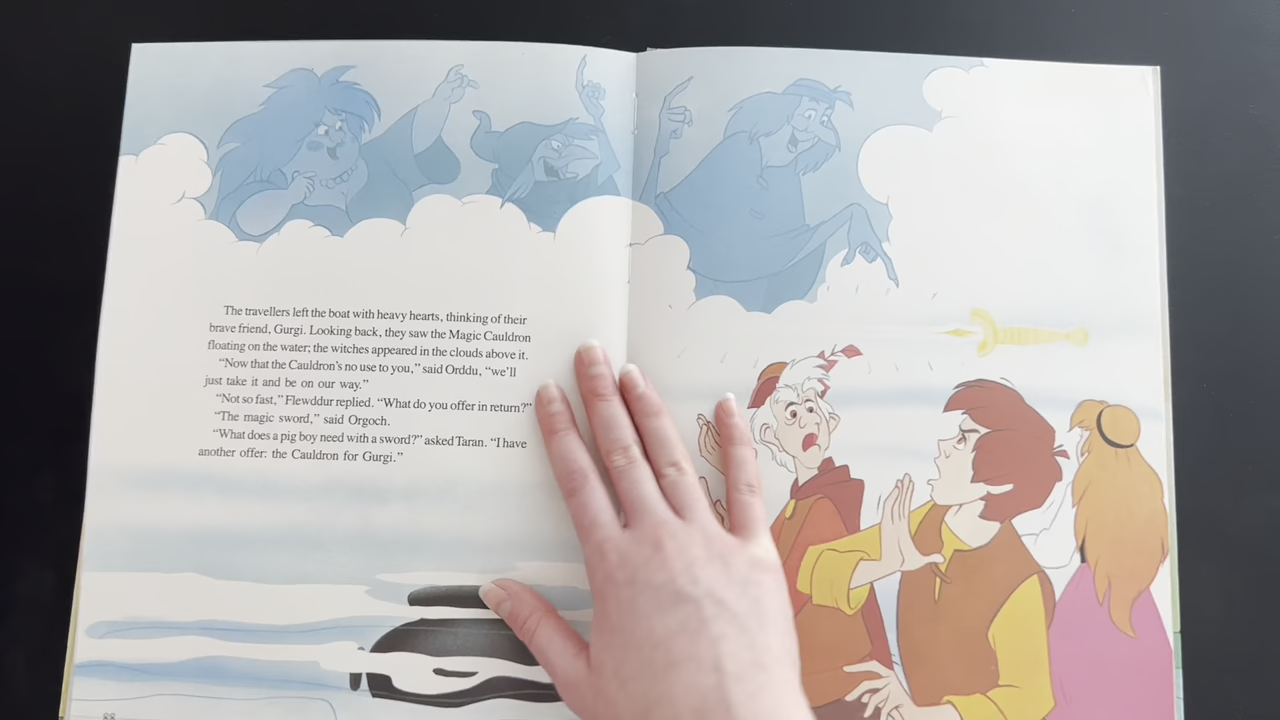 The travellers left the boat with heavy hearts, thinking of their
brave friend, Gurgi. Looking back, they saw the Magic Cauldron
floating on the water; the witches appeared in the clouds above it.
“Now that the Cauldron's no use to you,” said Orddu, “we'll
just take it and be on our way.”
“Not so fast,” Flewddur replied. “What do you offer in return?”
“The magic sword,” said Orgoch.
“What does a pig boy need with a sword?” asked Taran. “I have
another offer: the Cauldron for Gurgi.”
88